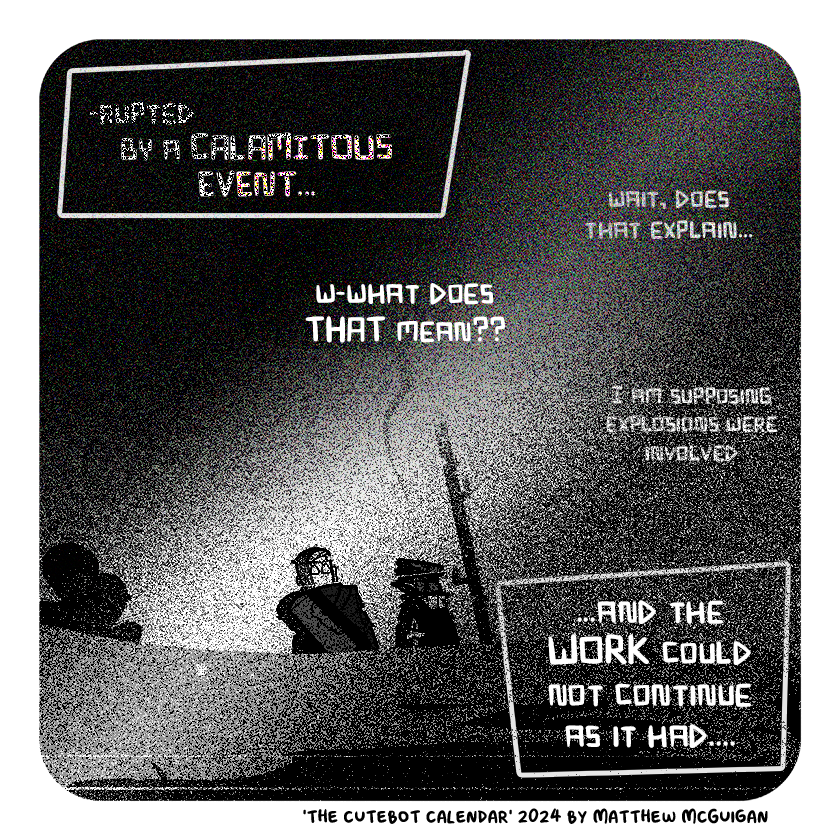 -RUPTED
BY A CALAMITOUS
EVENT...
WAIT, DOES
THAT EXPLAIN...
W-WHAT DOES
THAT MEAN??
I AM SUPPOSING
EXPLOSIONS WERE
INVOLVED
...AND THE
WORK COULD
NOT CONTINUE
AS IT HAD....
'THE CUTEBOT CALENDAR' 2024 BY MATTHEW MCGUIGAN